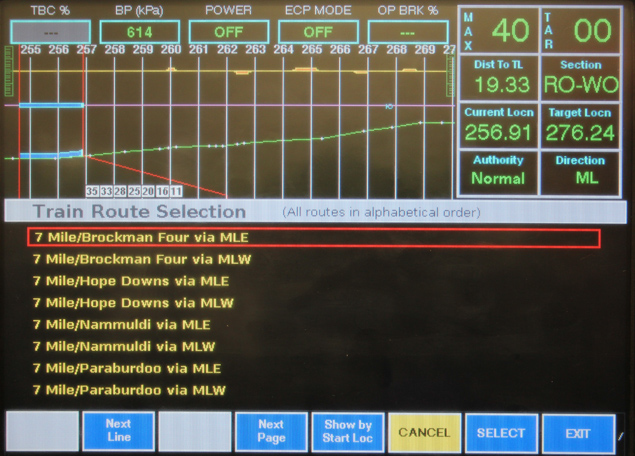 TBC % BP (kPa) POWER ECP MODE OP BRK %
--- 614 OFF OFF ---
MAX 40 TAR 00
255 256 257 258 259 260 261 262 263 264 265 266 267 268 269 27
Dist To TL Section
19.33 RO-WO
Current Locn Target Locn
256.91 276.24
Authority Direction
Normal ML
35 33 28 25 20 16 11
Train Route Selection (All routes in alphabetical order)
7 Mile/Brockman Four via MLE
7 Mile/Brockman Four via MLW
7 Mile/Hope Downs via MLE
7 Mile/Hope Downs via MLW
7 Mile/Nammuldi via MLE
7 Mile/Nammuldi via MLW
7 Mile/Paraburdoo via MLE
7 Mile/Paraburdoo via MLW
Next Line
Next Page
Show by Start Loc
CANCEL
SELECT
EXIT